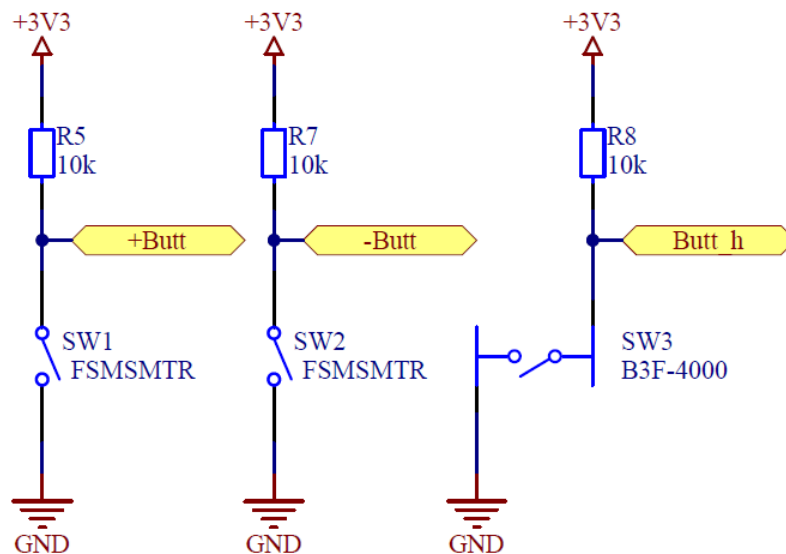 +3V3
+3V3
+3V3
R5
10k
R7
10k
R8
10k
+Butt
-Butt
Butt_h
SW1
FSMSMTR
SW2
FSMSMTR
SW3
B3F-4000
GND
GND
GND